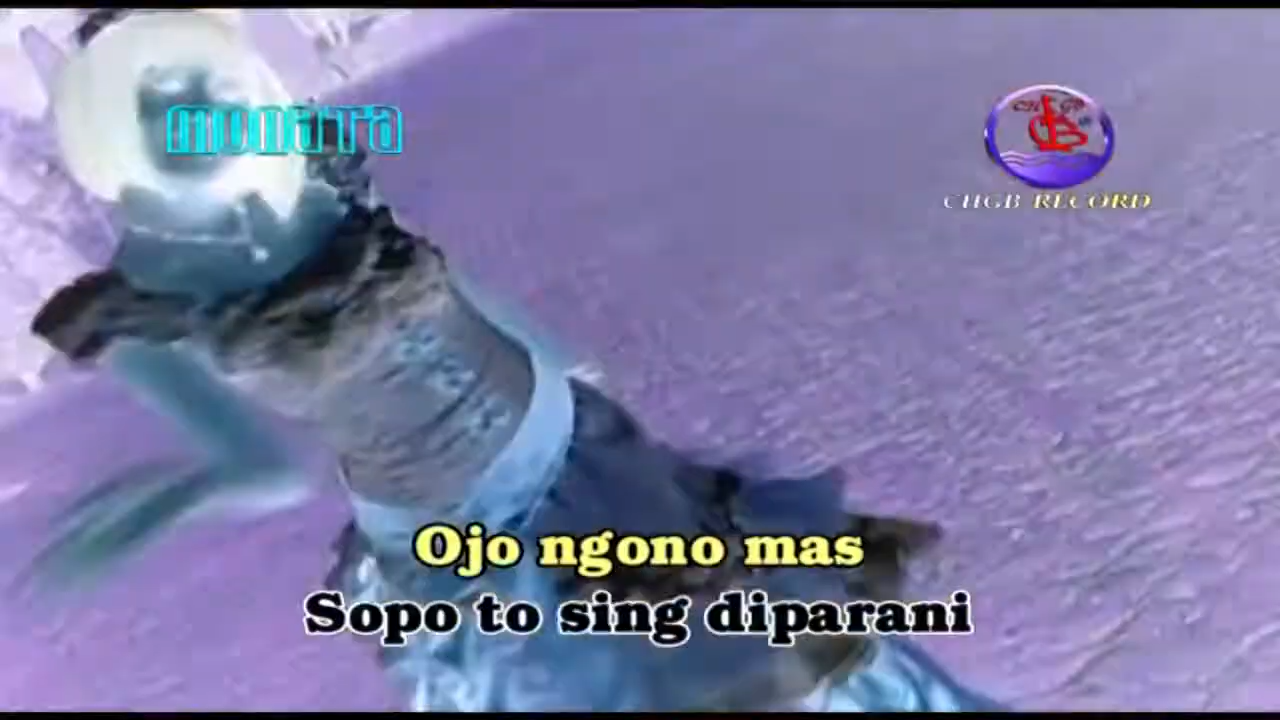 MONATA
CHGB RECORD
Ojo ngono mas
Sopo to sing diparani